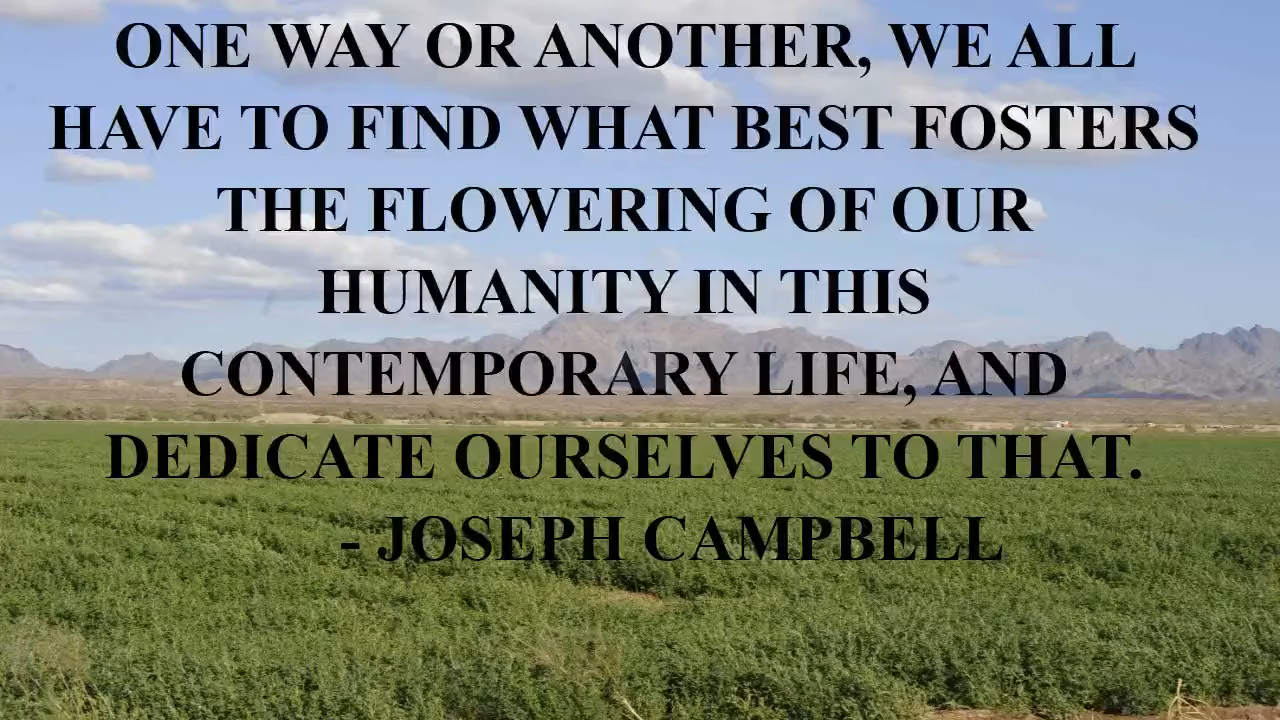 ONE WAY OR ANOTHER, WE ALL
HAVE TO FIND WHAT BEST FOSTERS
THE FLOWERING OF OUR
HUMANITY IN THIS
CONTEMPORARY LIFE, AND
DEDICATE OURSELVES TO THAT.
- JOSEPH CAMPBELL